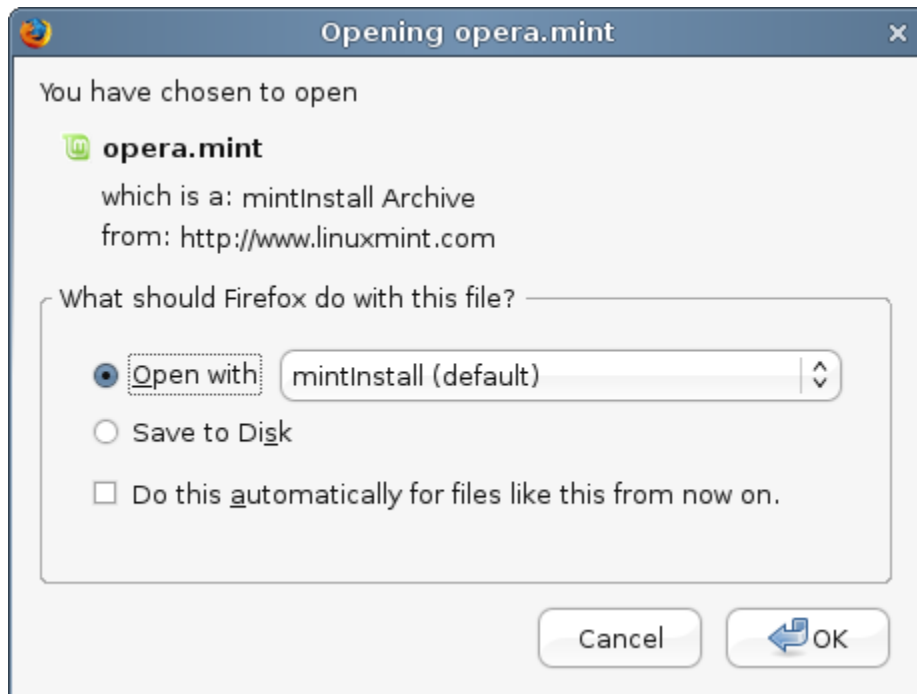 Opening opera.mint
You have chosen to open
opera.mint
which is a: mintInstall Archive
from: http://www.linuxmint.com
What should Firefox do with this file?
Open with mintInstall (default)
Save to Disk
Do this automatically for files like this from now on.
Cancel OK